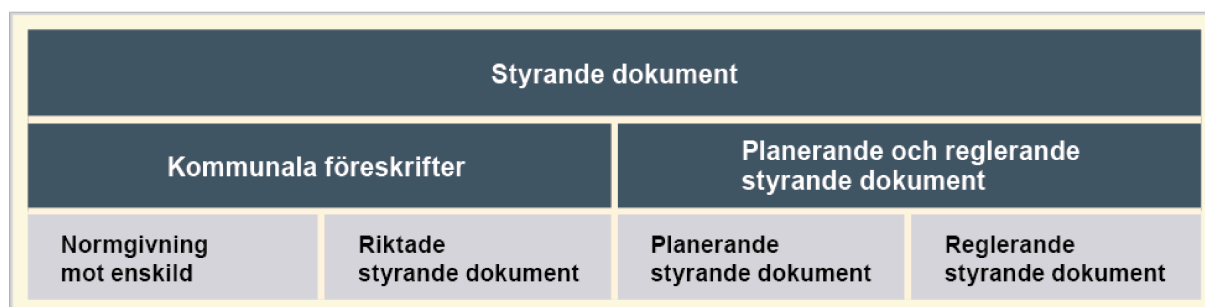 Styrande dokument
Kommunala föreskrifter
Planerande och reglerande
styrande dokument
Normgivning
mot enskild
Riktade
styrande dokument
Planerande
styrande dokument
Reglerande
styrande dokument